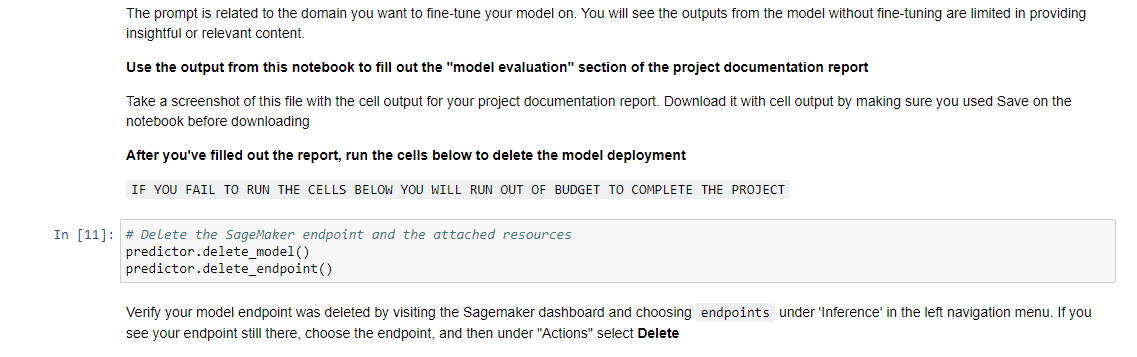 The prompt is related to the domain you want to fine-tune your model on. You will see the outputs from the model without fine-tuning are limited in providing
insightful or relevant content.
Use the output from this notebook to fill out the "model evaluation" section of the project documentation report
Take a screenshot of this file with the cell output for your project documentation report. Download it with cell output by making sure you used Save on the
notebook before downloading
After you've filled out the report, run the cells below to delete the model deployment
IF YOU FAIL TO RUN THE CELLS BELOW YOU WILL RUN OUT OF BUDGET TO COMPLETE THE PROJECT
In [11]: # Delete the SageMaker endpoint and the attached resources
predictor.delete_model()
predictor.delete_endpoint()
Verify your model endpoint was deleted by visiting the Sagemaker dashboard and choosing endpoints under 'Inference' in the left navigation menu. If you
see your endpoint still there, choose the endpoint, and then under "Actions" select Delete